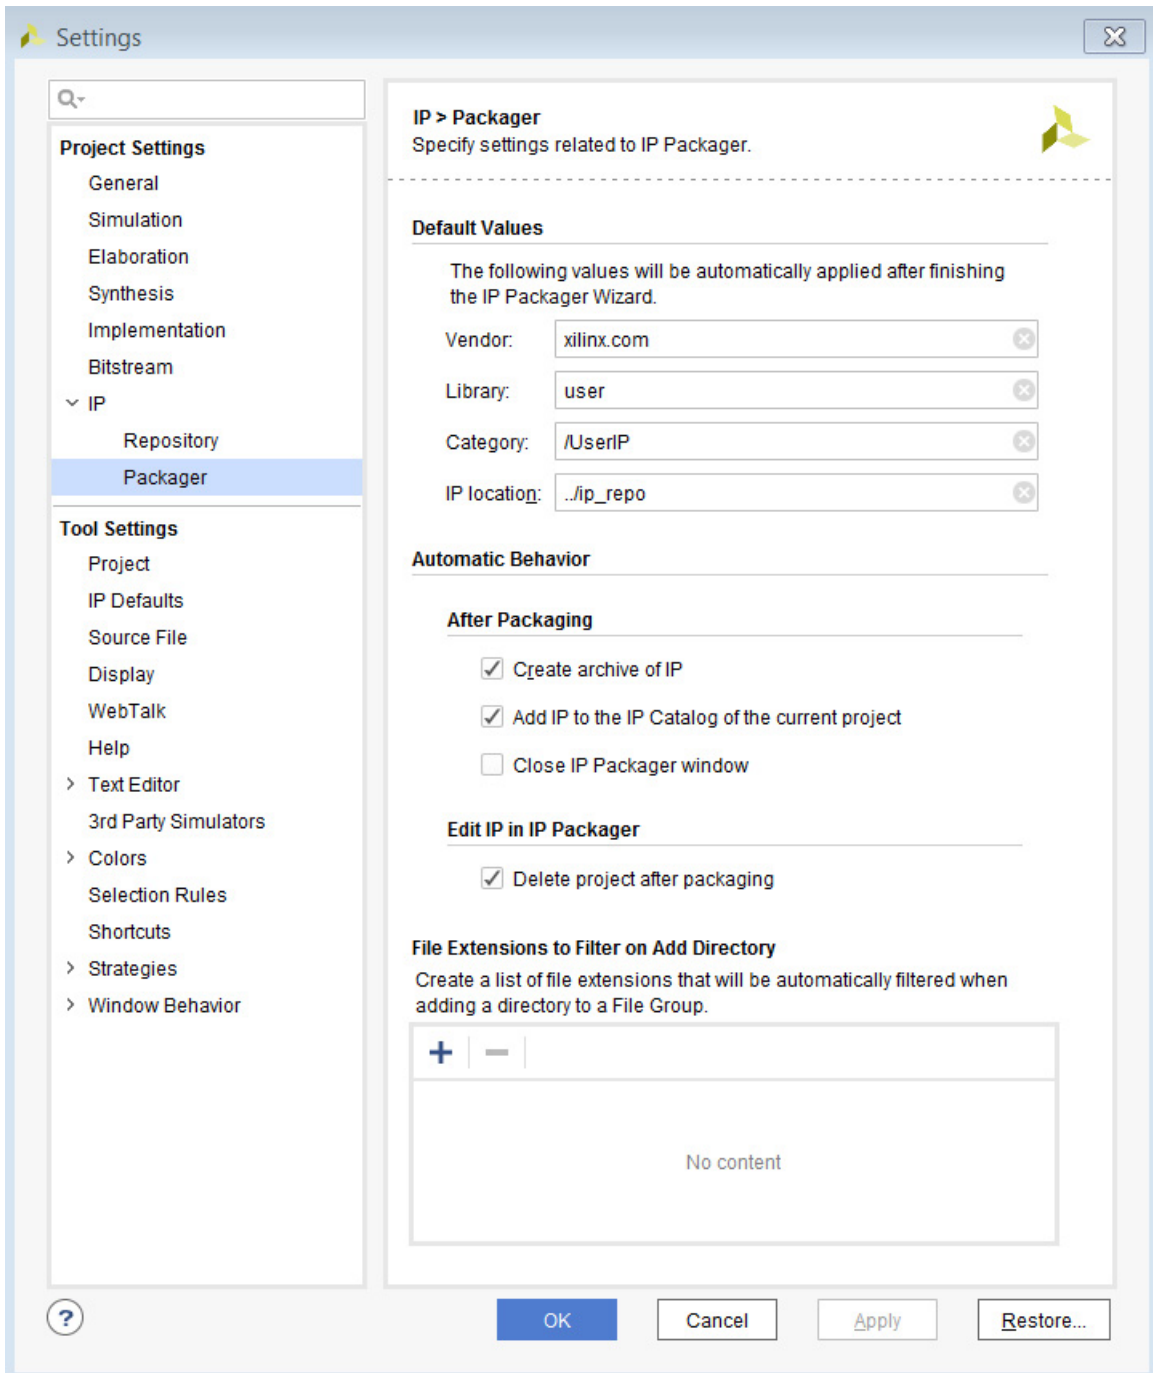 Settings
Project Settings
General
Simulation
Elaboration
Synthesis
Implementation
Bitstream
IP
Repository
Packager
Tool Settings
Project
IP Defaults
Source File
Display
WebTalk
Help
Text Editor
3rd Party Simulators
Colors
Selection Rules
Shortcuts
Strategies
Window Behavior
IP > Packager
Specify settings related to IP Packager.
Default Values
The following values will be automatically applied after finishing
the IP Packager Wizard.
Vendor: xilinx.com
Library: user
Category: /UserIP
IP location: ../ip_repo
Automatic Behavior
After Packaging
Create archive of IP
Add IP to the IP Catalog of the current project
Close IP Packager window
Edit IP in IP Packager
Delete project after packaging
File Extensions to Filter on Add Directory
Create a list of file extensions that will be automatically filtered when
adding a directory to a File Group.
No content
? OK Cancel Apply Restore...